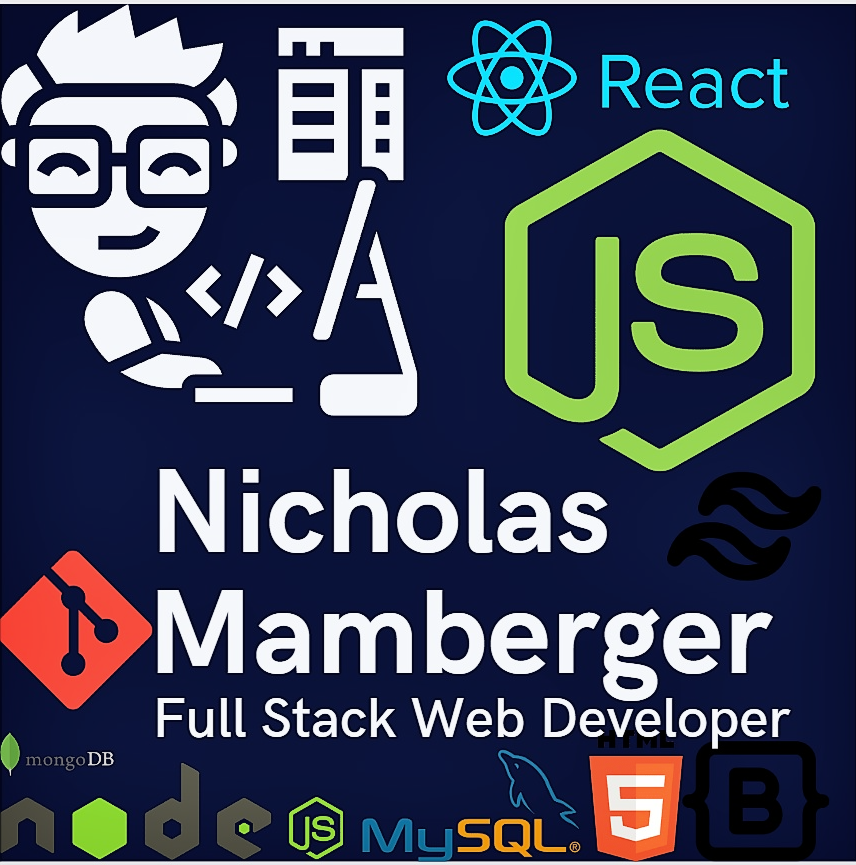 </>
React
JS
Nicholas
Mamberger
Full Stack Web Developer
mongoDB
HTML
5
B
node
JS
MySQL®